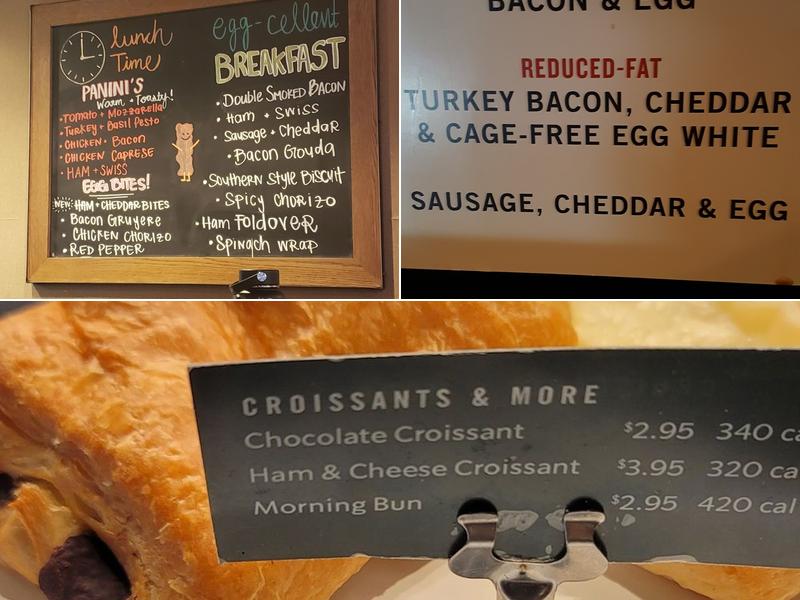 lunch
Time
PANINI'S
Warm + Toasty!
• Tomato + Mozzarella
• Turkey + Basil Pesto
• CHICKEN + Bacon
• CHICKEN CAPRESE
• HAM + SWISS
EGG BITES!
NEW HAM + CHEDDAR BITES
• Bacon Gruyere
• CHICKEN CHORIZO
• RED PEPPER
egg-cellent
BREAKFAST
• Double Smoked Bacon
• Ham + Swiss
• Sausage + Cheddar
• Bacon Gouda
• Southern Style Biscuit
• Spicy Chorizo
• Ham Foldover
• Spinach Wrap
BACON & EGG
REDUCED-FAT
TURKEY BACON, CHEDDAR
& CAGE-FREE EGG WHITE
SAUSAGE, CHEDDAR & EGG
CROISSANTS & MORE
Chocolate Croissant $2.95 340 ca
Ham & Cheese Croissant $3.95 320 ca
Morning Bun $2.95 420 cal